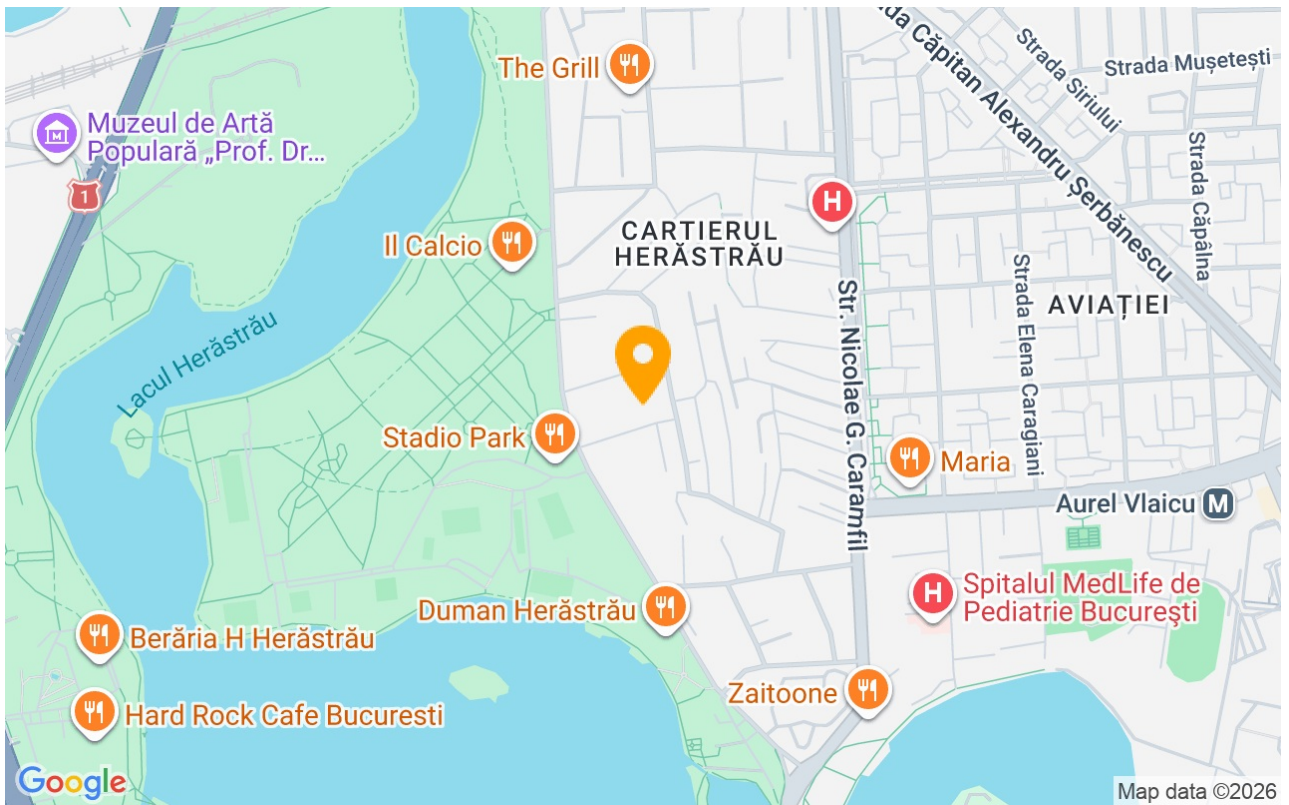 The Grill
da Căpitan Alexandru Șerbănescu
Strada Siriului
Strada Mușetești
Muzeul de Artă
Populară „Prof. Dr...
1
H
Strada Căpâlna
Il Calcio
CARTIERUL
HERĂSTRĂU
Str. Nicolae G. Caramfil
Strada Elena Caragiani
AVIAȚIEI
Lacul Herăstrău
Stadio Park
Maria
Aurel Vlaicu M
H
Spitalul MedLife de
Pediatrie București
Duman Herăstrău
Berăria H Herăstrău
Zaitoone
Hard Rock Cafe Bucuresti
Google
Map data ©2026